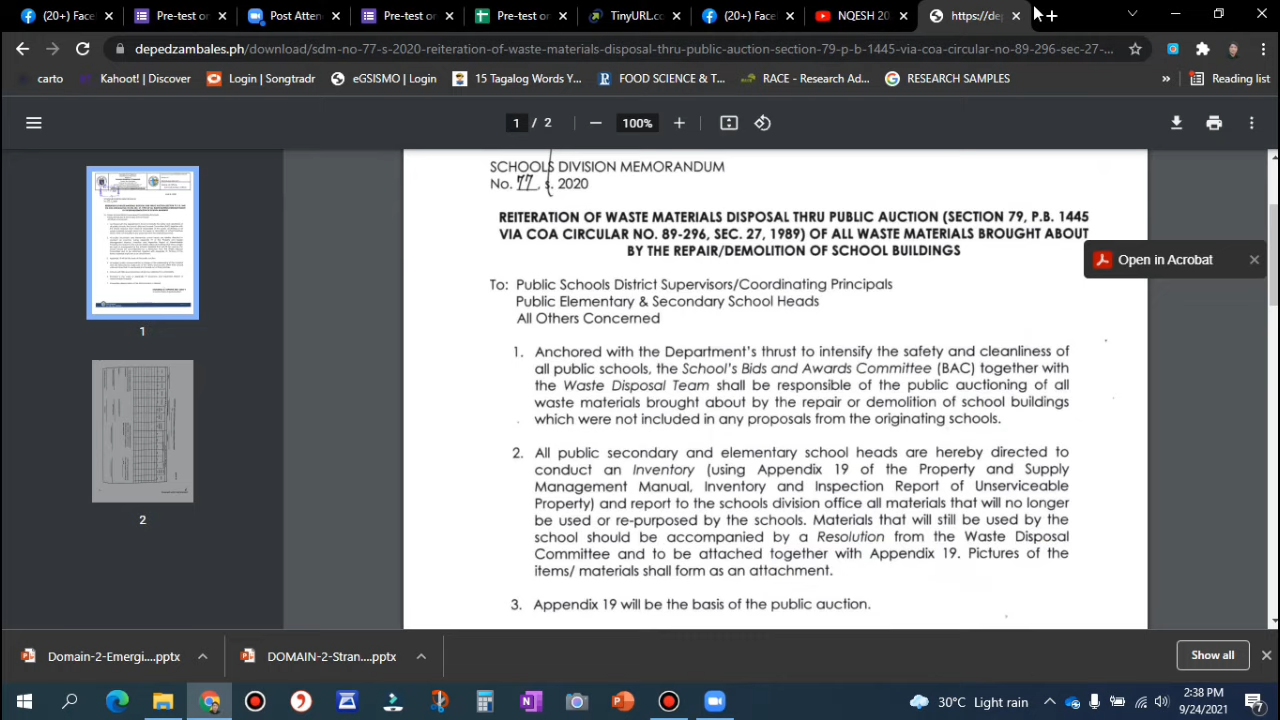 (20+) Face
Pre-test or
Post Atten
Pre-test or
Pre-test or
TinyURL.co
(20+) Face
NQESH 20
https://dep
depedzambales.ph/download/sdm-no-77-s-2020-reiteration-of-waste-materials-disposal-thru-public-auction-section-79-p-b-1445-via-coa-circular-no-89-296-sec-27-...
carto
Kahoot! | Discover
Login | Songtradr
eGSISMO | Login
15 Tagalog Words Y...
FOOD SCIENCE & T...
RACE - Research Ad...
RESEARCH SAMPLES
»
Reading list
1 / 2
100%
SCHOOLS DIVISION MEMORANDUM
No. 77 s. 2020
REITERATION OF WASTE MATERIALS DISPOSAL THRU PUBLIC AUCTION (SECTION 79, P.B. 1445
VIA COA CIRCULAR NO. 89-296, SEC. 27, 1989) OF ALL WASTE MATERIALS BROUGHT ABOUT
BY THE REPAIR/DEMOLITION OF SCHOOL BUILDINGS
Open in Acrobat
To: Public Schools District Supervisors/Coordinating Principals
Public Elementary & Secondary School Heads
All Others Concerned
1. Anchored with the Department's thrust to intensify the safety and cleanliness of
all public schools, the School's Bids and Awards Committee (BAC) together with
the Waste Disposal Team shall be responsible of the public auctioning of all
waste materials brought about by the repair or demolition of school buildings
which were not included in any proposals from the originating schools.
2. All public secondary and elementary school heads are hereby directed to
conduct an Inventory (using Appendix 19 of the Property and Supply
Management Manual, Inventory and Inspection Report of Unserviceable
Property) and report to the schools division office all materials that will no longer
be used or re-purposed by the schools. Materials that will still be used by the
school should be accompanied by a Resolution from the Waste Disposal
Committee and to be attached together with Appendix 19. Pictures of the
items/ materials shall form as an attachment.
3. Appendix 19 will be the basis of the public auction.
1
2
Domain-2-Emergi....pptx
DOMAIN-2-Stran....pptx
Show all
30°C Light rain
2:38 PM
9/24/2021